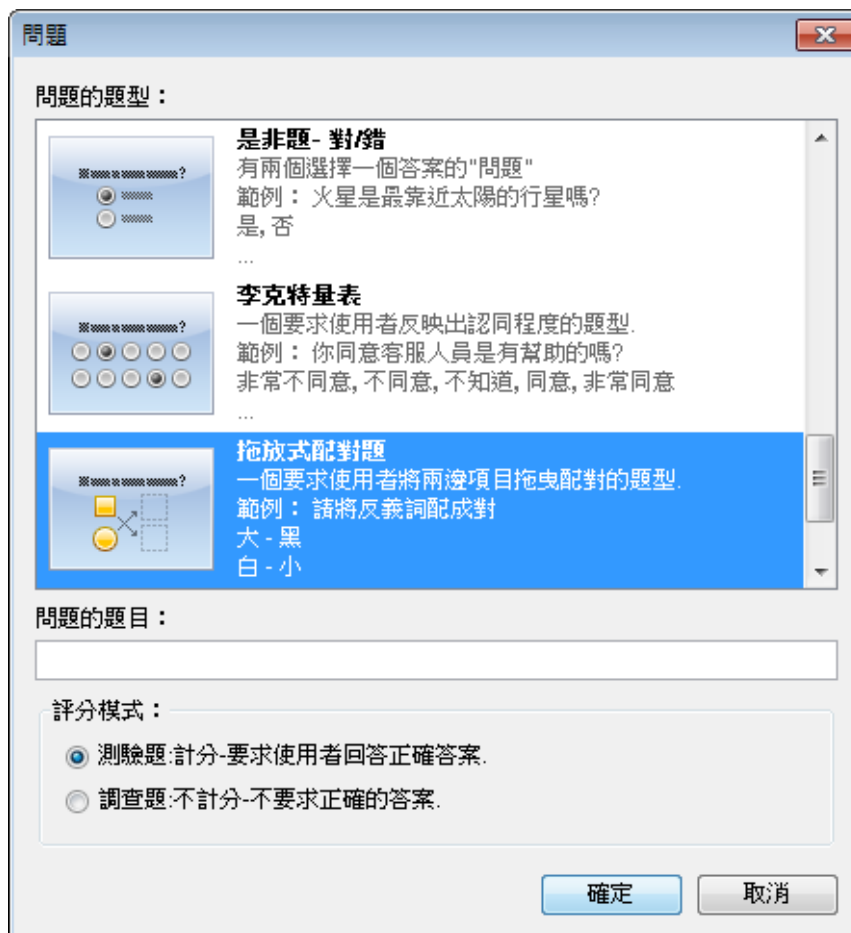 問題
問題的題型：
是非題- 對/錯
有兩個選擇一個答案的"問題"
範例： 火星是最靠近太陽的行星嗎?
是, 否
...
李克特量表
一個要求使用者反映出認同程度的題型.
範例： 你同意客服人員是有幫助的嗎?
非常不同意, 不同意, 不知道, 同意, 非常同意
...
拖放式配對題
一個要求使用者將兩邊項目拖曳配對的題型.
範例： 請將反義詞配成對
大 - 黑
白 - 小
問題的題目：
評分模式：
測驗題:計分-要求使用者回答正確答案.
調查題:不計分-不要求正確的答案.
確定
取消